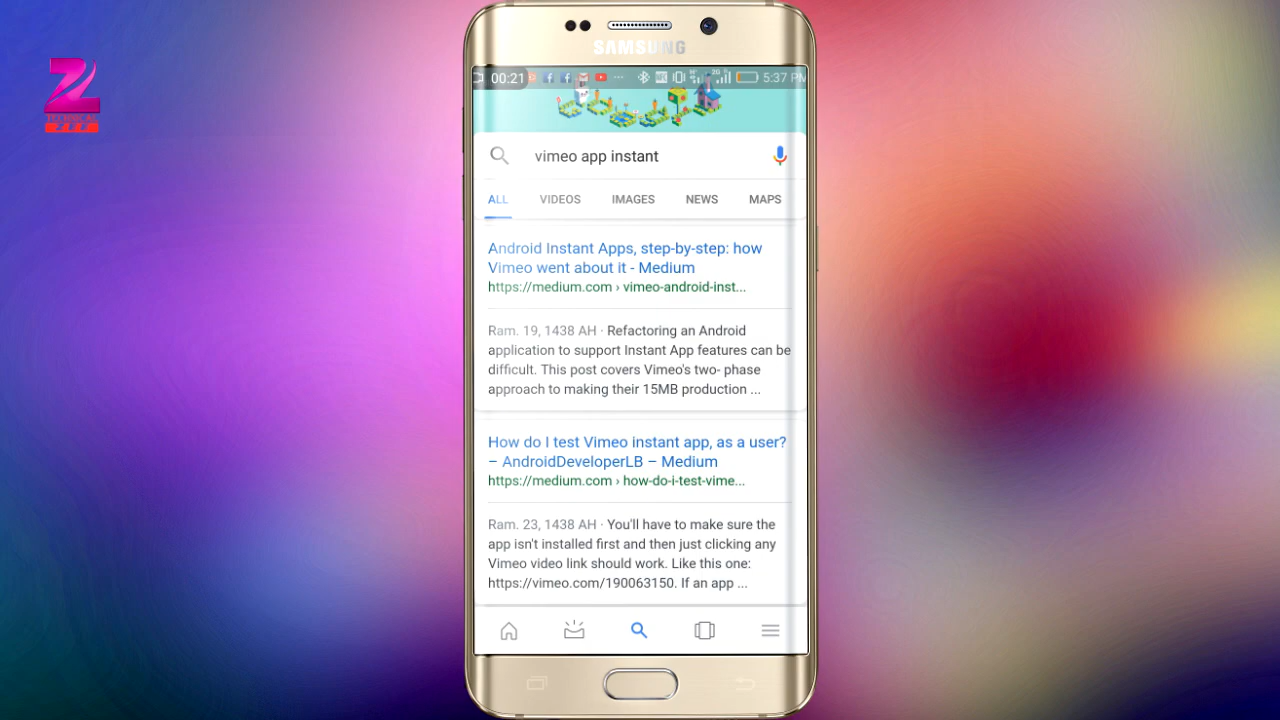 SAMSUNG
00:21
2G
5:37 PM
TECHNICAL
vimeo app instant
ALL VIDEOS IMAGES NEWS MAPS
Android Instant Apps, step-by-step: how
Vimeo went about it - Medium
https://medium.com › vimeo-android-inst...
Ram. 19, 1438 AH · Refactoring an Android
application to support Instant App features can be
difficult. This post covers Vimeo's two- phase
approach to making their 15MB production ...
How do I test Vimeo instant app, as a user?
– AndroidDeveloperLB – Medium
https://medium.com › how-do-i-test-vime...
Ram. 23, 1438 AH · You'll have to make sure the
app isn't installed first and then just clicking any
Vimeo video link should work. Like this one:
https://vimeo.com/190063150. If an app ...